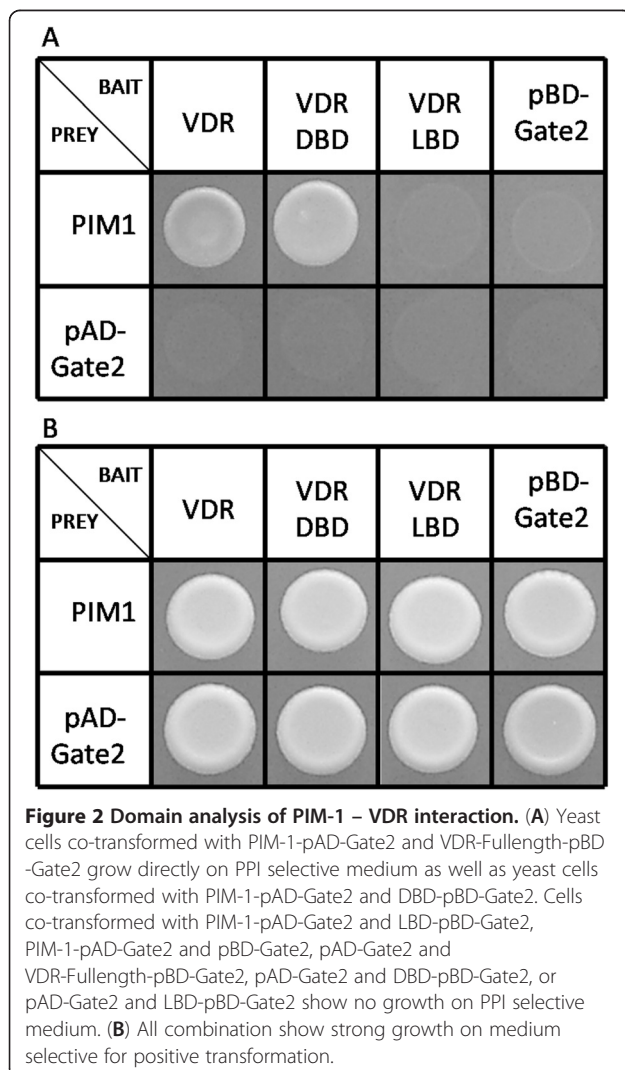 A
BAIT
PREY
VDR
VDR
DBD
VDR
LBD
pBD-
Gate2
PIM1
pAD-
Gate2
B
BAIT
PREY
VDR
VDR
DBD
VDR
LBD
pBD-
Gate2
PIM1
pAD-
Gate2
Figure 2 Domain analysis of PIM-1 – VDR interaction. (A) Yeast
cells co-transformed with PIM-1-pAD-Gate2 and VDR-Fullength-pBD
-Gate2 grow directly on PPI selective medium as well as yeast cells
co-transformed with PIM-1-pAD-Gate2 and DBD-pBD-Gate2. Cells
co-transformed with PIM-1-pAD-Gate2 and LBD-pBD-Gate2,
PIM-1-pAD-Gate2 and pBD-Gate2, pAD-Gate2 and
VDR-Fullength-pBD-Gate2, pAD-Gate2 and DBD-pBD-Gate2, or
pAD-Gate2 and LBD-pBD-Gate2 show no growth on PPI selective
medium. (B) All combination show strong growth on medium
selective for positive transformation.